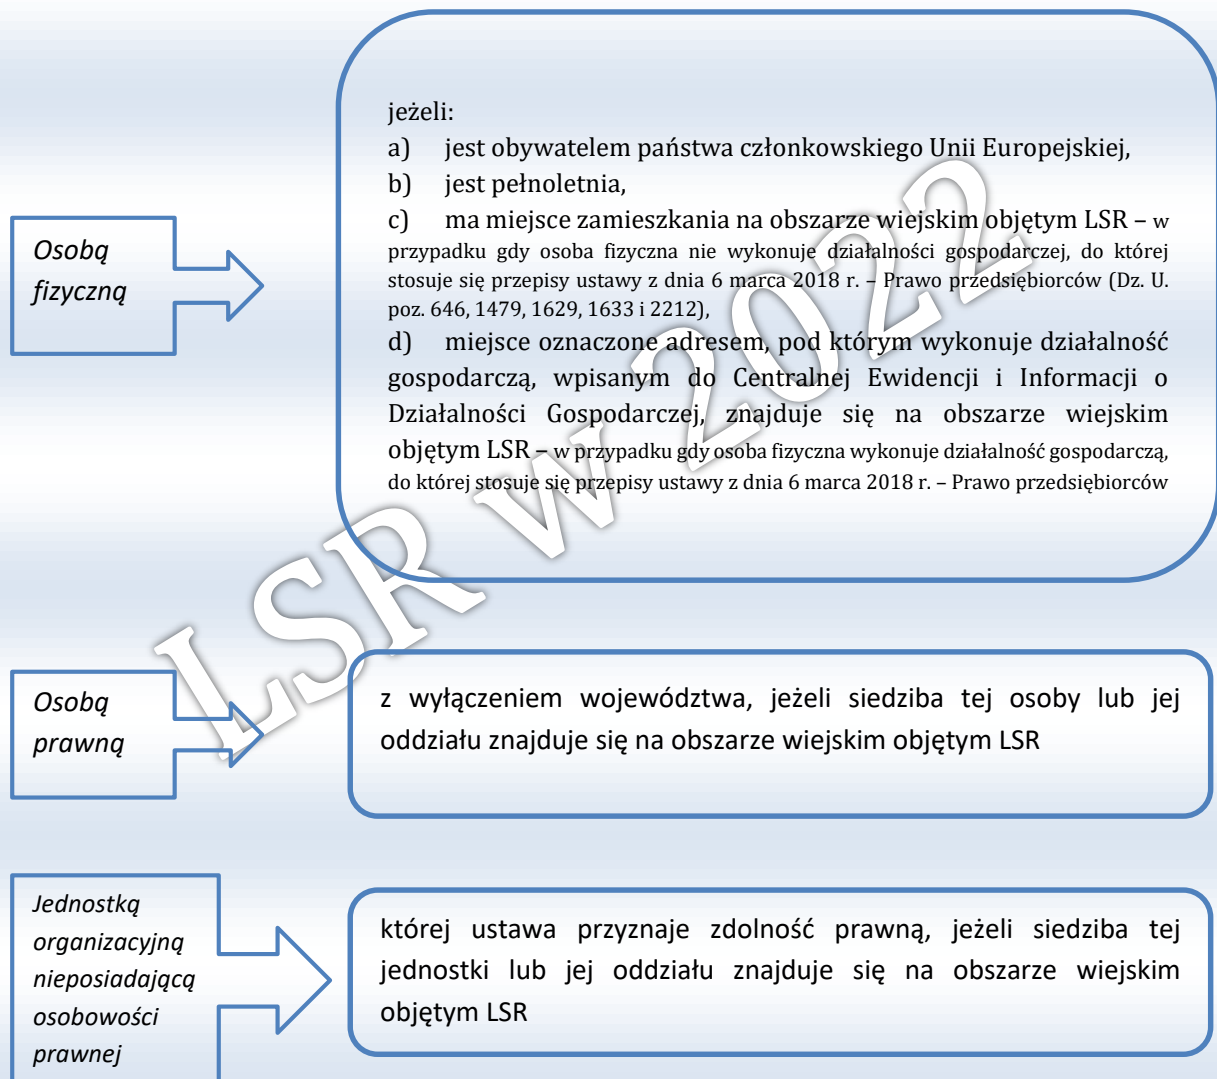 Osobą
fizyczną
jeżeli:
a) jest obywatelem państwa członkowskiego Unii Europejskiej,
b) jest pełnoletnia,
c) ma miejsce zamieszkania na obszarze wiejskim objętym LSR – w
przypadku gdy osoba fizyczna nie wykonuje działalności gospodarczej, do której
stosuje się przepisy ustawy z dnia 6 marca 2018 r. – Prawo przedsiębiorców (Dz. U.
poz. 646, 1479, 1629, 1633 i 2212),
d) miejsce oznaczone adresem, pod którym wykonuje działalność
gospodarczą, wpisanym do Centralnej Ewidencji i Informacji o
Działalności Gospodarczej, znajduje się na obszarze wiejskim
objętym LSR – w przypadku gdy osoba fizyczna wykonuje działalność gospodarczą,
do której stosuje się przepisy ustawy z dnia 6 marca 2018 r. – Prawo przedsiębiorców
LSR w 2022
Osobą
prawną
z wyłączeniem województwa, jeżeli siedziba tej osoby lub jej
oddziału znajduje się na obszarze wiejskim objętym LSR
Jednostką
organizacyjną
nieposiadającą
osobowości
prawnej
której ustawa przyznaje zdolność prawną, jeżeli siedziba tej
jednostki lub jej oddziału znajduje się na obszarze wiejskim
objętym LSR